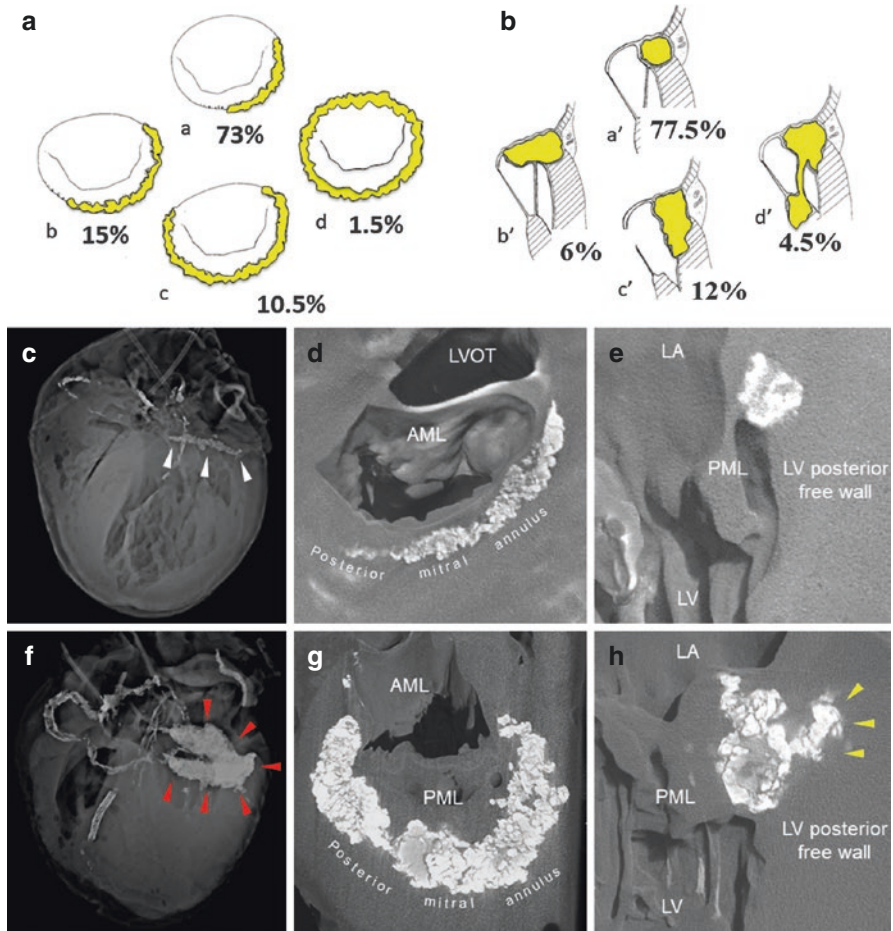 a
a
73%
b
15%
c
10.5%
d
1.5%
b
a'
77.5%
b'
6%
c'
12%
d'
4.5%
c
d
LVOT
AML
Posterior mitral annulus
e
LA
PML
LV posterior
free wall
LV
f
g
AML
PML
Posterior mitral annulus
h
LA
PML
LV posterior
free wall
LV